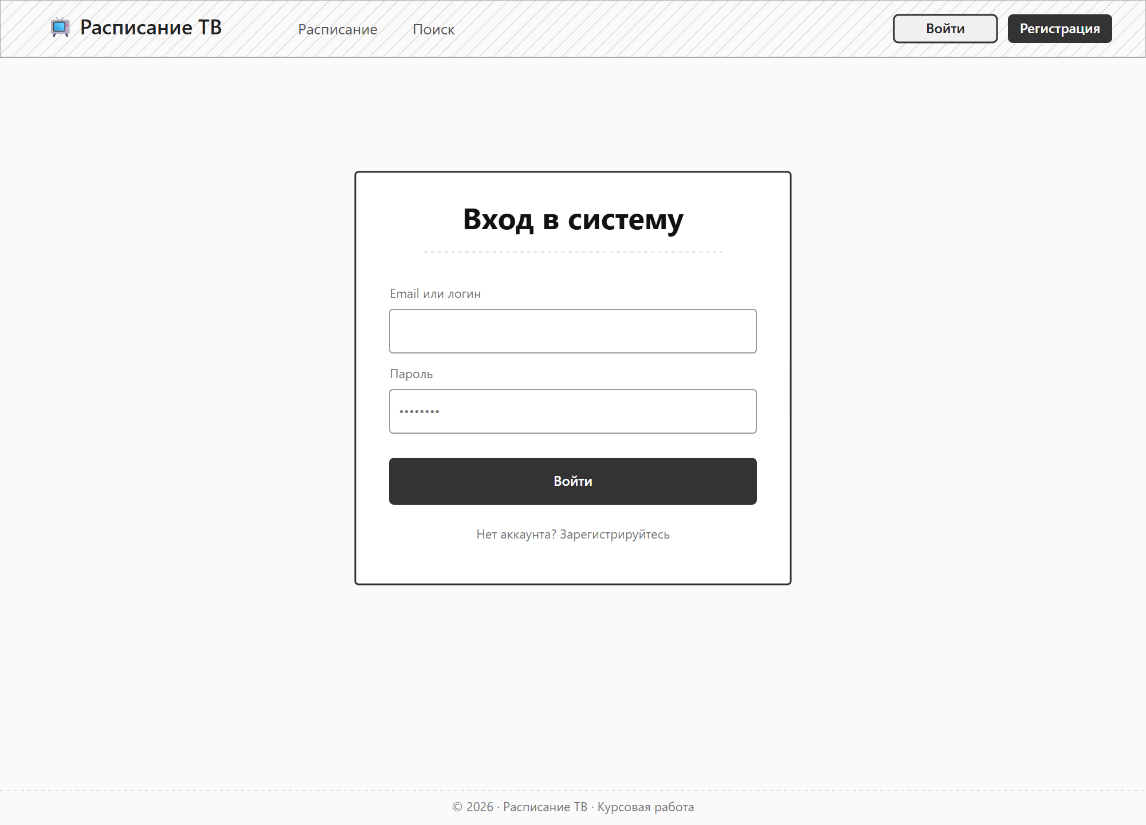 Расписание ТВ
Расписание
Поиск
Войти
Регистрация
Вход в систему
Email или логин
Пароль
••••••••
Войти
Нет аккаунта? Зарегистрируйтесь
© 2026 · Расписание ТВ · Курсовая работа